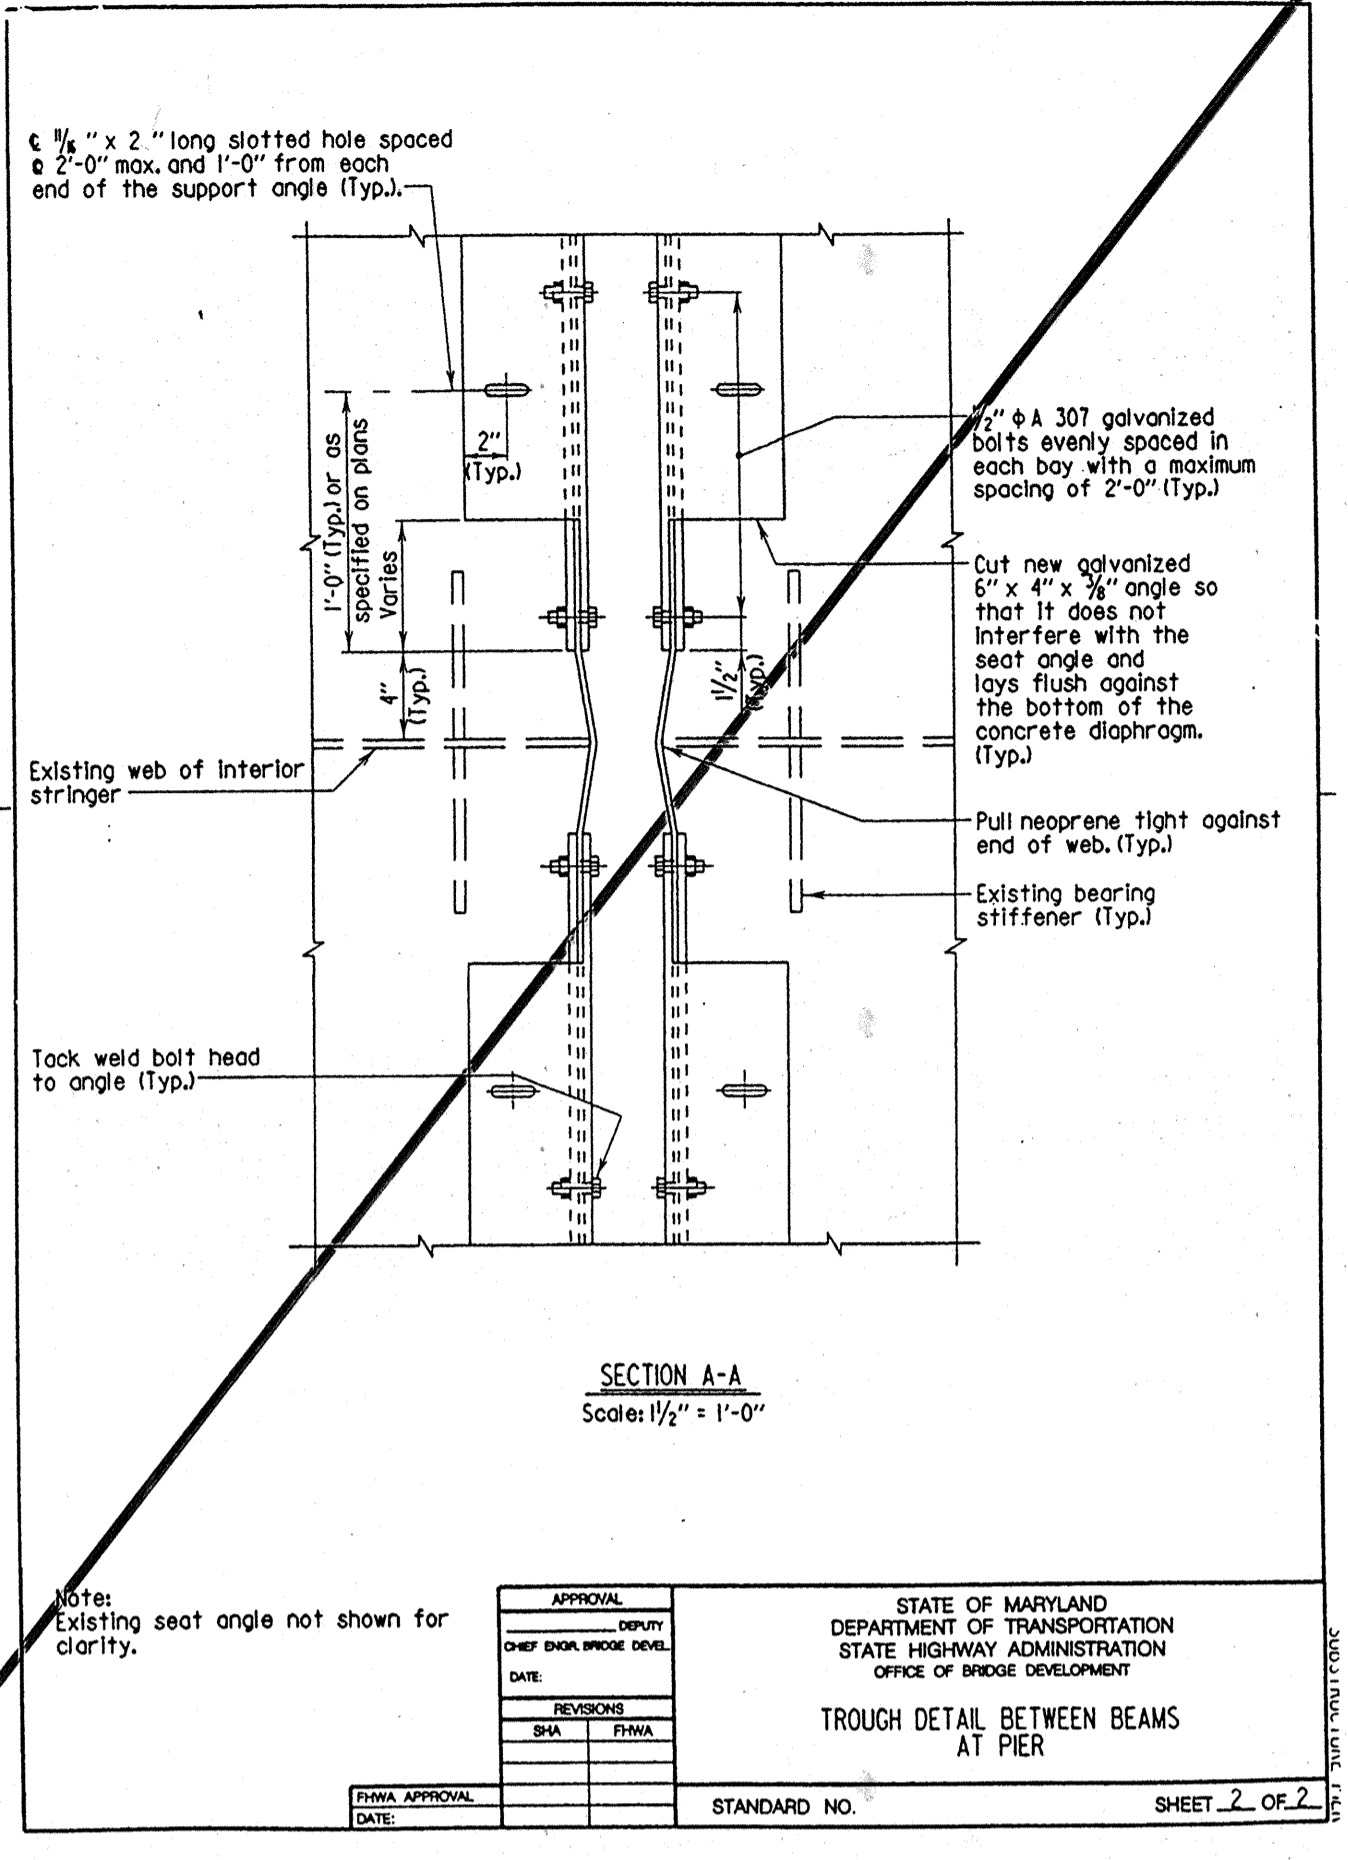 ℄ 11/16" x 2" long slotted hole spaced
@ 2'-0" max. and 1'-0" from each
end of the support angle (Typ.).
2"
(Typ.)
1'-0" (Typ.) or as
specified on plans
Varies
4"
(Typ.)
1 1/2"
(Typ.)
1/2" φ A 307 galvanized
bolts evenly spaced in
each bay with a maximum
spacing of 2'-0" (Typ.)
Cut new galvanized
6" x 4" x 3/8" angle so
that it does not
interfere with the
seat angle and
lays flush against
the bottom of the
concrete diaphragm.
(Typ.)
Existing web of interior
stringer
Pull neoprene tight against
end of web. (Typ.)
Existing bearing
stiffener (Typ.)
Tack weld bolt head
to angle (Typ.)
SECTION A-A
Scale: 1 1/2" = 1'-0"
Note:
Existing seat angle not shown for
clarity.
APPROVAL
DEPUTY
CHIEF ENGR. BRIDGE DEVEL.
DATE:
REVISIONS
SHA FHWA
FHWA APPROVAL
DATE:
STATE OF MARYLAND
DEPARTMENT OF TRANSPORTATION
STATE HIGHWAY ADMINISTRATION
OFFICE OF BRIDGE DEVELOPMENT
TROUGH DETAIL BETWEEN BEAMS
AT PIER
STANDARD NO.
SHEET 2 OF 2